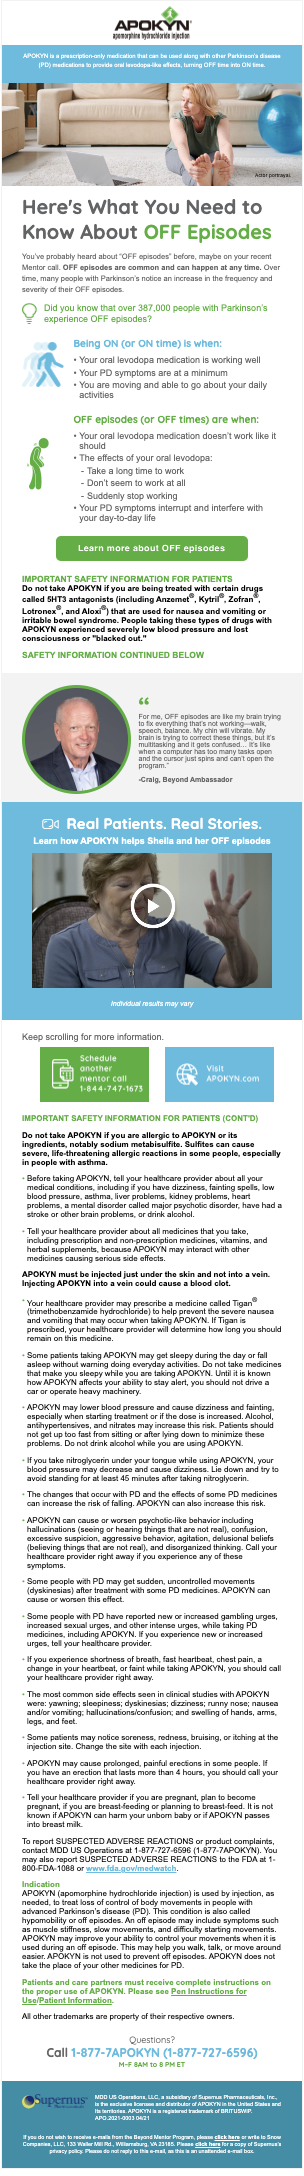 APOKYN®
apomorphine hydrochloride injection
APOKYN is a prescription-only medication that can be used along with other Parkinson's disease
(PD) medications to provide oral levodopa-like effects, turning OFF time into ON time.
Actor portrayal.
Here's What You Need to
Know About OFF Episodes
You've probably heard about "OFF episodes" before, maybe on your recent
Mentor call. OFF episodes are common and can happen at any time. Over
time, many people with Parkinson's notice an increase in the frequency and
severity of their OFF episodes.
Did you know that over 387,000 people with Parkinson's
experience OFF episodes?
Being ON (or ON time) is when:
• Your oral levodopa medication is working well
• Your PD symptoms are at a minimum
• You are moving and able to go about your daily
activities
OFF episodes (or OFF times) are when:
• Your oral levodopa medication doesn't work like it
should
• The effects of your oral levodopa:
- Take a long time to work
- Don't seem to work at all
- Suddenly stop working
• Your PD symptoms interrupt and interfere with
your day-to-day life
Learn more about OFF episodes
IMPORTANT SAFETY INFORMATION FOR PATIENTS
Do not take APOKYN if you are being treated with certain drugs
called 5HT3 antagonists (including Anzemet®, Kytril®, Zofran®,
Lotronex®, and Aloxi®) that are used for nausea and vomiting or
irritable bowel syndrome. People taking these types of drugs with
APOKYN experienced severely low blood pressure and lost
consciousness or "blacked out."
SAFETY INFORMATION CONTINUED BELOW
“
For me, OFF episodes are like my brain trying
to fix everything that's not working—walk,
speech, balance. My chin will vibrate. My
brain is trying to correct these things, but it's
multitasking and it gets confused... It's like
when a computer has too many tasks open
and the cursor just spins and can't open the
program."
-Craig, Beyond Ambassador
Real Patients. Real Stories.
Learn how APOKYN helps Sheila and her OFF episodes
Individual results may vary
Keep scrolling for more information.
Schedule
another
mentor call
1-844-747-1673
Visit
APOKYN.com
IMPORTANT SAFETY INFORMATION FOR PATIENTS (CONT'D)
Do not take APOKYN if you are allergic to APOKYN or its
ingredients, notably sodium metabisulfite. Sulfites can cause
severe, life-threatening allergic reactions in some people, especially
in people with asthma.
• Before taking APOKYN, tell your healthcare provider about all your
medical conditions, including if you have dizziness, fainting spells, low
blood pressure, asthma, liver problems, kidney problems, heart
problems, a mental disorder called major psychotic disorder, have had a
stroke or other brain problems, or drink alcohol.
• Tell your healthcare provider about all medicines that you take,
including prescription and non-prescription medicines, vitamins, and
herbal supplements, because APOKYN may interact with other
medicines causing serious side effects.
APOKYN must be injected just under the skin and not into a vein.
Injecting APOKYN into a vein could cause a blood clot.
• Your healthcare provider may prescribe a medicine called Tigan®
(trimethobenzamide hydrochloride) to help prevent the severe nausea
and vomiting that may occur when taking APOKYN. If Tigan is
prescribed, your healthcare provider will determine how long you should
remain on this medicine.
• Some patients taking APOKYN may get sleepy during the day or fall
asleep without warning doing everyday activities. Do not take medicines
that make you sleepy while you are taking APOKYN. Until it is known
how APOKYN affects your ability to stay alert, you should not drive a
car or operate heavy machinery.
• APOKYN may lower blood pressure and cause dizziness and fainting,
especially when starting treatment or if the dose is increased. Alcohol,
antihypertensives, and nitrates may increase this risk. Patients should
not get up too fast from sitting or after lying down to minimize these
problems. Do not drink alcohol while you are using APOKYN.
• If you take nitroglycerin under your tongue while using APOKYN, your
blood pressure may decrease and cause dizziness. Lie down and try to
avoid standing for at least 45 minutes after taking nitroglycerin.
• The changes that occur with PD and the effects of some PD medicines
can increase the risk of falling. APOKYN can also increase this risk.
• APOKYN can cause or worsen psychotic-like behavior including
hallucinations (seeing or hearing things that are not real), confusion,
excessive suspicion, aggressive behavior, agitation, delusional beliefs
(believing things that are not real), and disorganized thinking. Call your
healthcare provider right away if you experience any of these
symptoms.
• Some people with PD may get sudden, uncontrolled movements
(dyskinesias) after treatment with some PD medicines. APOKYN can
cause or worsen this effect.
• Some people with PD have reported new or increased gambling urges,
increased sexual urges, and other intense urges, while taking PD
medicines, including APOKYN. If you experience new or increased
urges, tell your healthcare provider.
• If you experience shortness of breath, fast heartbeat, chest pain, a
change in your heartbeat, or faint while taking APOKYN, you should call
your healthcare provider right away.
• The most common side effects seen in clinical studies with APOKYN
were: yawning; sleepiness; dyskinesias; dizziness; runny nose; nausea
and/or vomiting; hallucinations/confusion; and swelling of hands, arms,
legs, and feet.
• Some patients may notice soreness, redness, bruising, or itching at the
injection site. Change the site with each injection.
• APOKYN may cause prolonged, painful erections in some people. If
you have an erection that lasts more than 4 hours, you should call your
healthcare provider right away.
• Tell your healthcare provider if you are pregnant, plan to become
pregnant, if you are breast-feeding or planning to breast-feed. It is not
known if APOKYN can harm your unborn baby or if APOKYN passes
into breast milk.
To report SUSPECTED ADVERSE REACTIONS or product complaints,
contact MDD US Operations at 1-877-727-6596 (1-877-7APOKYN). You
may also report SUSPECTED ADVERSE REACTIONS to the FDA at 1-
800-FDA-1088 or www.fda.gov/medwatch.
Indication
APOKYN (apomorphine hydrochloride injection) is used by injection, as
needed, to treat loss of control of body movements in people with
advanced Parkinson's disease (PD). This condition is also called
hypomobility or off episodes. An off episode may include symptoms such
as muscle stiffness, slow movements, and difficulty starting movements.
APOKYN may improve your ability to control your movements when it is
used during an off episode. This may help you walk, talk, or move around
easier. APOKYN is not used to prevent off episodes. APOKYN does not
take the place of your other medicines for PD.
Patients and care partners must receive complete instructions on
the proper use of APOKYN. Please see Pen Instructions for
Use/Patient Information.
All other trademarks are property of their respective owners.
Questions?
Call 1-877-7APOKYN (1-877-727-6596)
M-F 8AM to 8 PM ET
Supernus
MDD US Operations, LLC, a subsidiary of Supernus Pharmaceuticals, Inc.,
is the exclusive licensee and distributor of APOKYN in the United States and
its territories. APOKYN is a registered trademark of BRITUSWIP.
APO.2021-0003 04/21
If you do not wish to receive e-mails from the Beyond Mentor Program, please click here or write to Snow
Companies, LLC, 133 Waller Mill Rd., Williamsburg, VA 23185. Please click here for a copy of Supernus's
privacy policy. Please do not reply to this e-mail, as this is an unattended e-mail box.